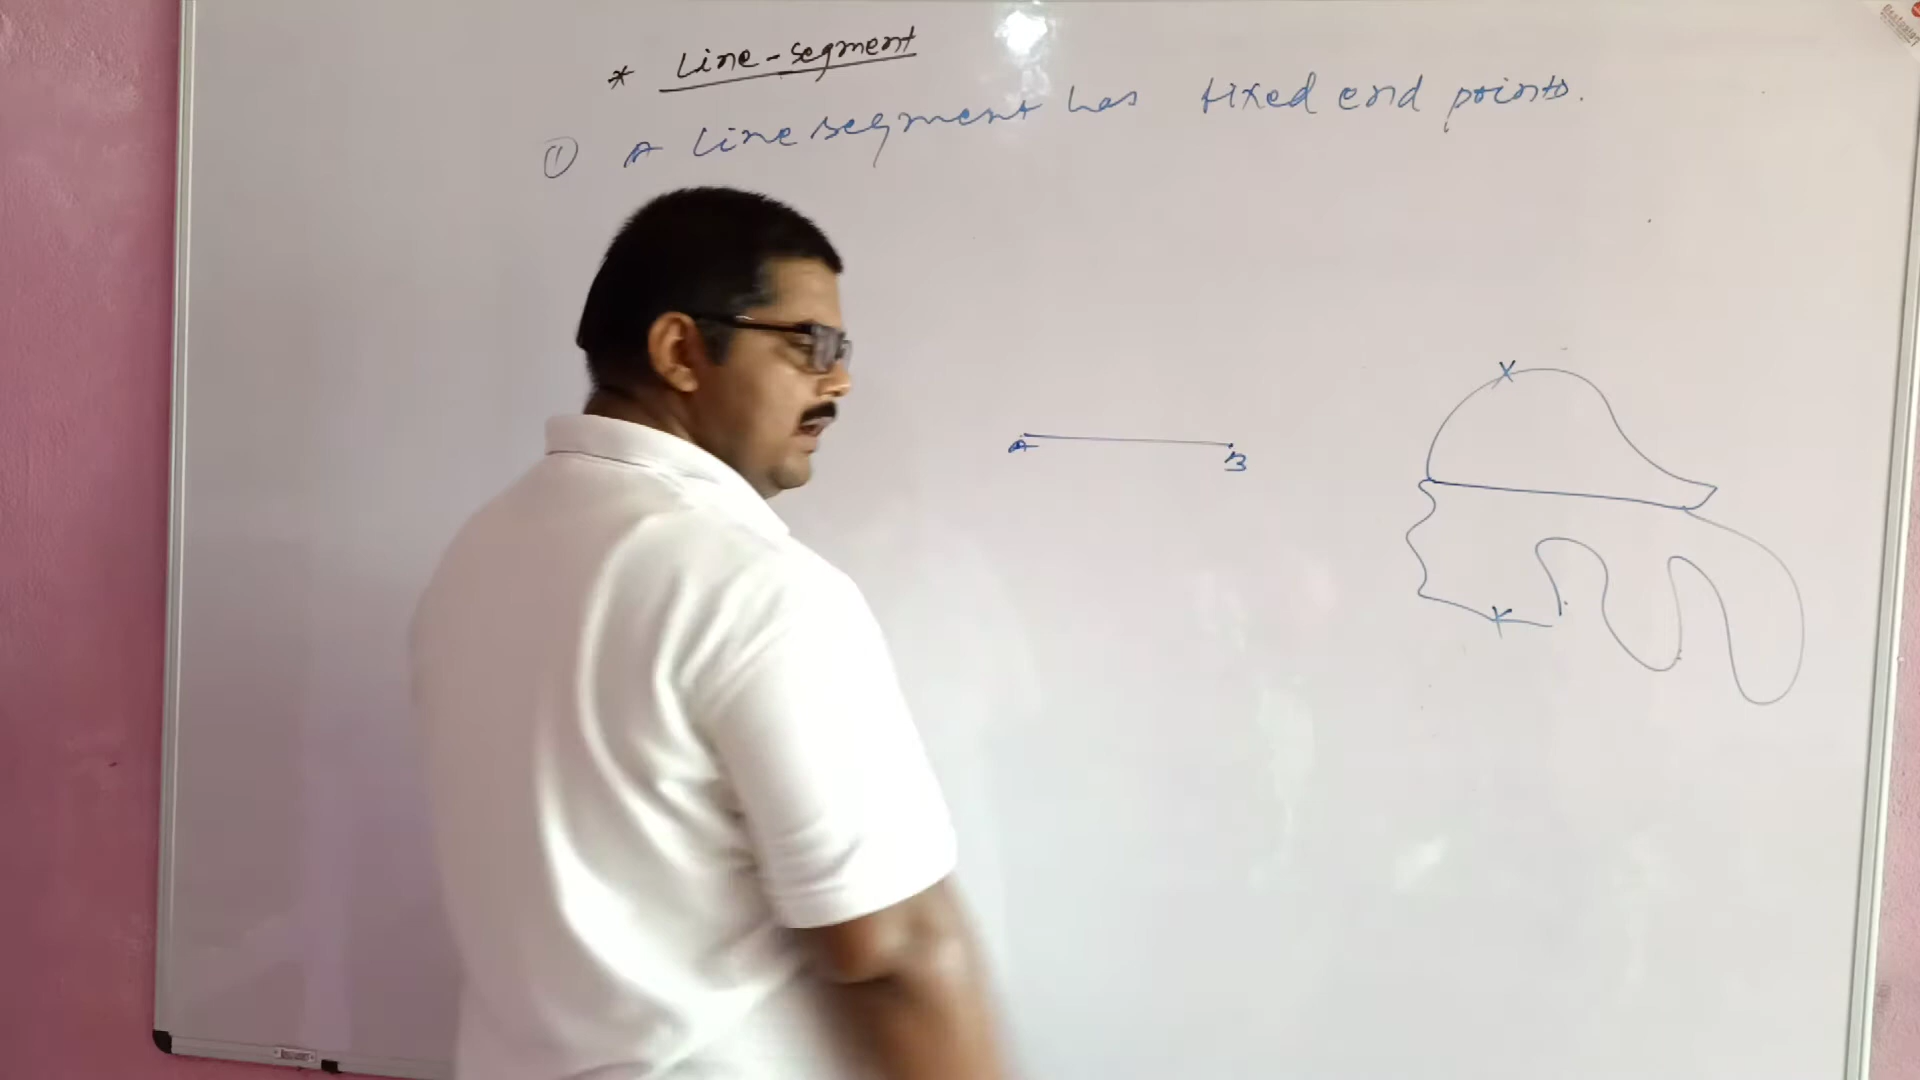 * Line-segment
① A line segment has fixed end points.
A B
X
X